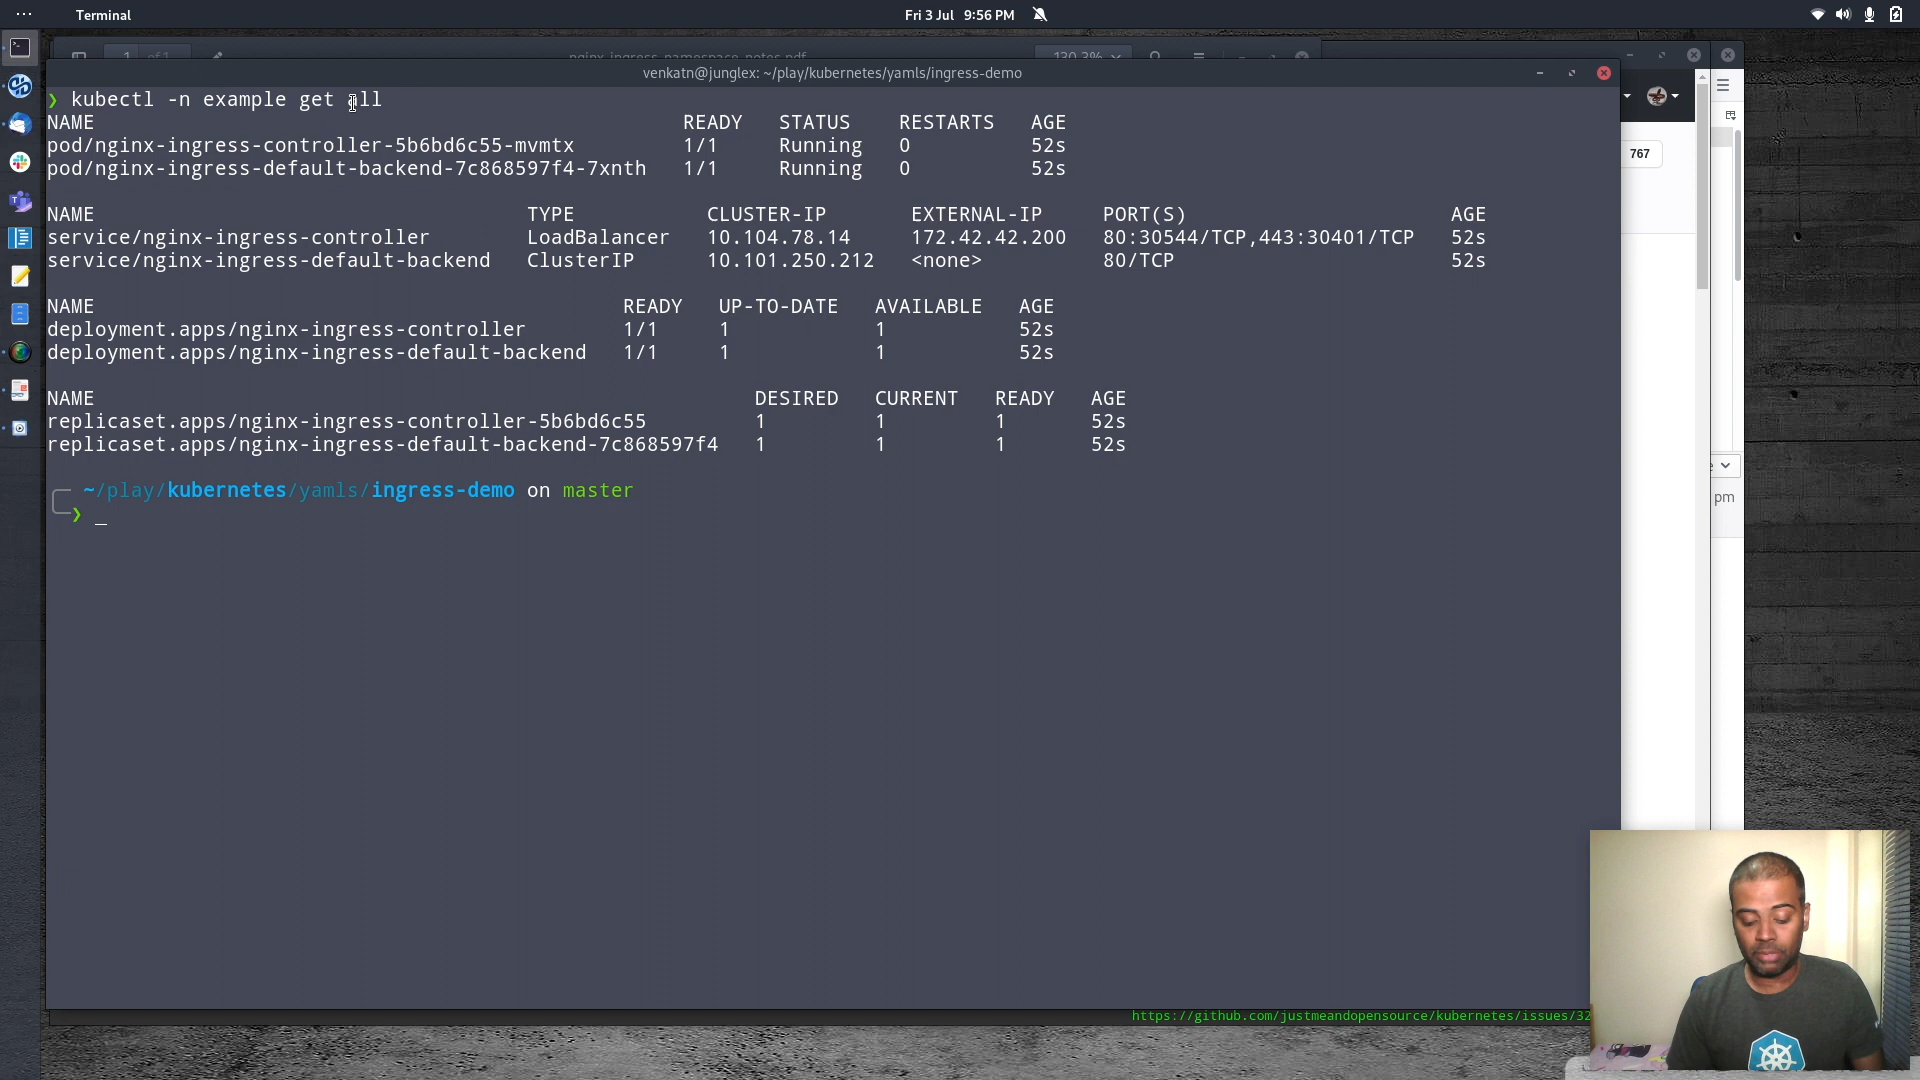 Terminal
Fri 3 Jul 9:56 PM
venkatn@junglex: ~/play/kubernetes/yamls/ingress-demo
❯ kubectl -n example get all
NAME READY STATUS RESTARTS AGE
pod/nginx-ingress-controller-5b6bd6c55-mvmtx 1/1 Running 0 52s
pod/nginx-ingress-default-backend-7c868597f4-7xnth 1/1 Running 0 52s
NAME TYPE CLUSTER-IP EXTERNAL-IP PORT(S) AGE
service/nginx-ingress-controller LoadBalancer 10.104.78.14 172.42.42.200 80:30544/TCP,443:30401/TCP 52s
service/nginx-ingress-default-backend ClusterIP 10.101.250.212 <none> 80/TCP 52s
NAME READY UP-TO-DATE AVAILABLE AGE
deployment.apps/nginx-ingress-controller 1/1 1 1 52s
deployment.apps/nginx-ingress-default-backend 1/1 1 1 52s
NAME DESIRED CURRENT READY AGE
replicaset.apps/nginx-ingress-controller-5b6bd6c55 1 1 1 52s
replicaset.apps/nginx-ingress-default-backend-7c868597f4 1 1 1 52s
~/play/kubernetes/yamls/ingress-demo on master
❯ _
767
pm
https://github.com/justmeandopensource/kubernetes/issues/32